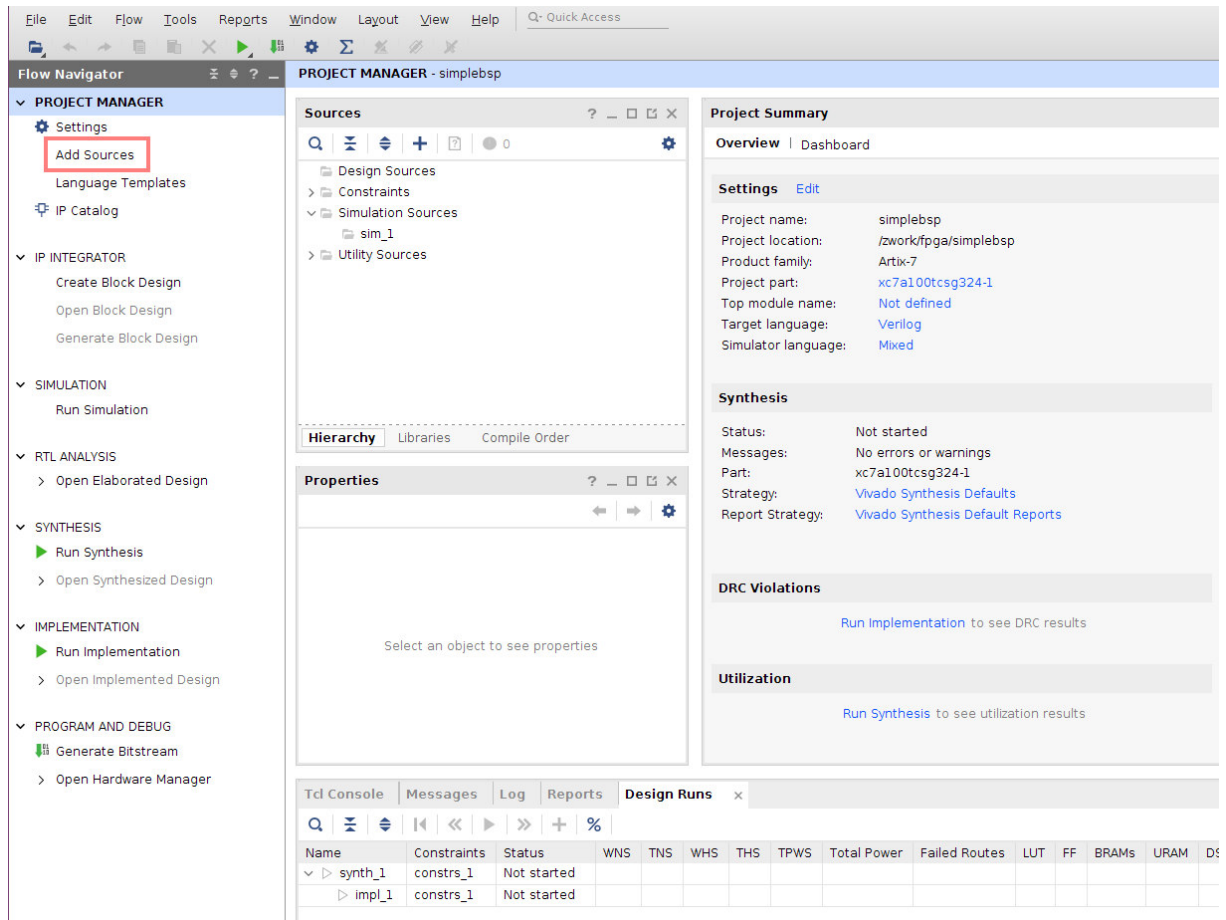 File Edit Flow Tools Reports Window Layout View Help Q- Quick Access
Flow Navigator ? _
PROJECT MANAGER - simplebsp
PROJECT MANAGER
Settings
Add Sources
Language Templates
IP Catalog
IP INTEGRATOR
Create Block Design
Open Block Design
Generate Block Design
SIMULATION
Run Simulation
RTL ANALYSIS
Open Elaborated Design
SYNTHESIS
Run Synthesis
Open Synthesized Design
IMPLEMENTATION
Run Implementation
Open Implemented Design
PROGRAM AND DEBUG
Generate Bitstream
Open Hardware Manager
Sources ? _
? 0
Design Sources
Constraints
Simulation Sources
sim_1
Utility Sources
Hierarchy Libraries Compile Order
Properties ? _
Select an object to see properties
Project Summary
Overview | Dashboard
Settings Edit
Project name: simplebsp
Project location: /zwork/fpga/simplebsp
Product family: Artix-7
Project part: xc7a100tcsg324-1
Top module name: Not defined
Target language: Verilog
Simulator language: Mixed
Synthesis
Status: Not started
Messages: No errors or warnings
Part: xc7a100tcsg324-1
Strategy: Vivado Synthesis Defaults
Report Strategy: Vivado Synthesis Default Reports
DRC Violations
Run Implementation to see DRC results
Utilization
Run Synthesis to see utilization results
Tcl Console Messages Log Reports Design Runs ×
%
Name Constraints Status WNS TNS WHS THS TPWS Total Power Failed Routes LUT FF BRAMs URAM DS
synth_1 constrs_1 Not started
impl_1 constrs_1 Not started